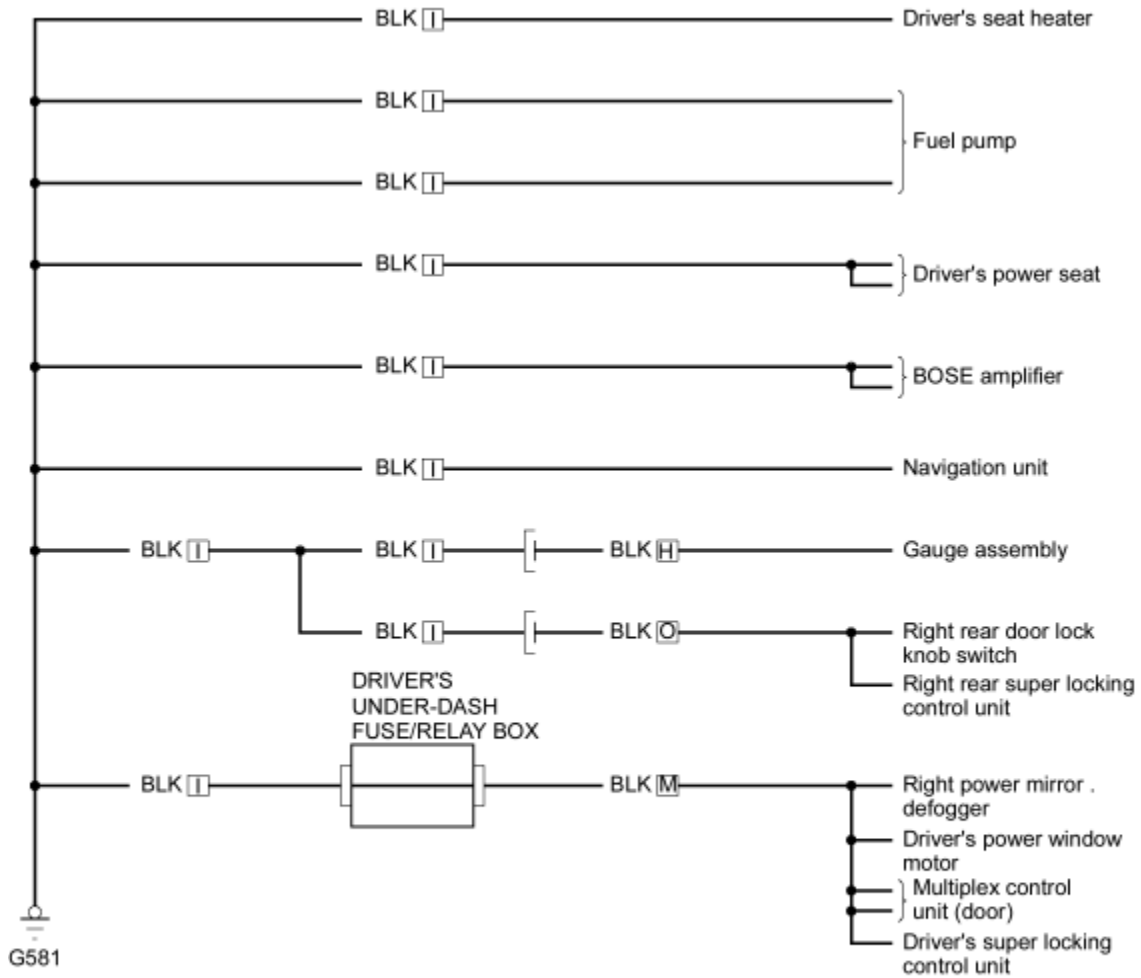 BLK I Driver's seat heater
BLK I
Fuel pump
BLK I
BLK I
Driver's power seat
BLK I
BOSE amplifier
BLK I Navigation unit
BLK I BLK I BLK H Gauge assembly
BLK I BLK O Right rear door lock
knob switch
Right rear super locking
control unit
DRIVER'S
UNDER-DASH
FUSE/RELAY BOX
BLK I BLK M Right power mirror .
defogger
Driver's power window
motor
Multiplex control
unit (door)
Driver's super locking
control unit
G581